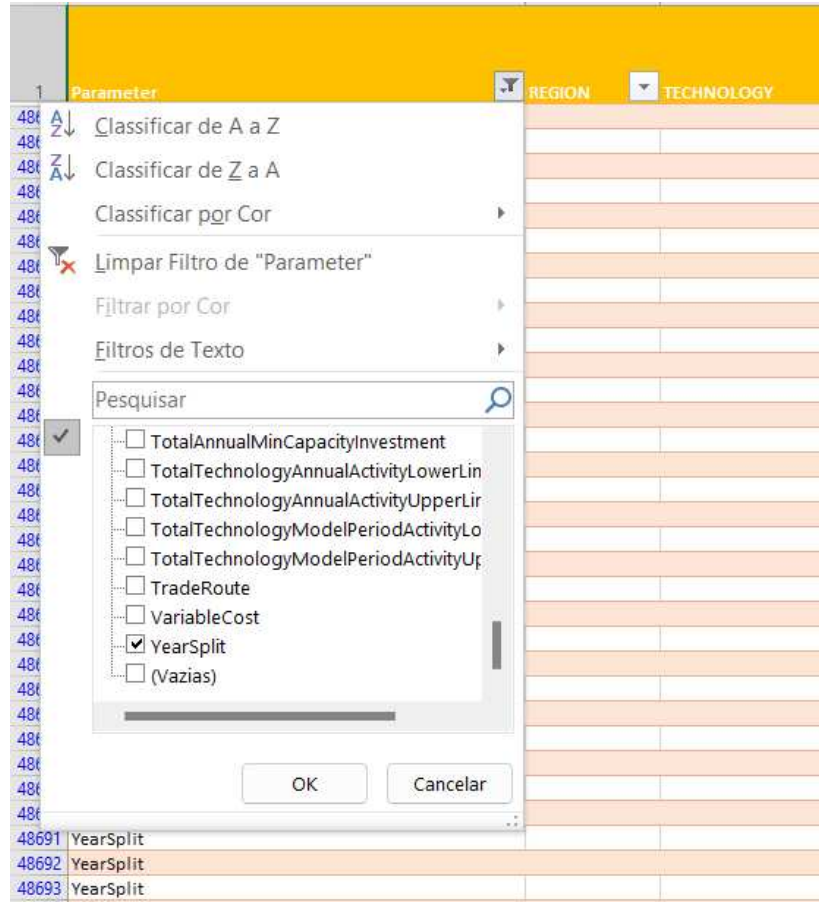 1 Parameter REGION TECHNOLOGY
Classificar de A a Z
Classificar de Z a A
Classificar por Cor
Limpar Filtro de "Parameter"
Filtrar por Cor
Filtros de Texto
Pesquisar
TotalAnnualMinCapacityInvestment
TotalTechnologyAnnualActivityLowerLin
TotalTechnologyAnnualActivityUpperLir
TotalTechnologyModelPeriodActivityLo
TotalTechnologyModelPeriodActivityUp
TradeRoute
VariableCost
YearSplit
(Vazias)
OK Cancelar
48691 YearSplit
48692 YearSplit
48693 YearSplit